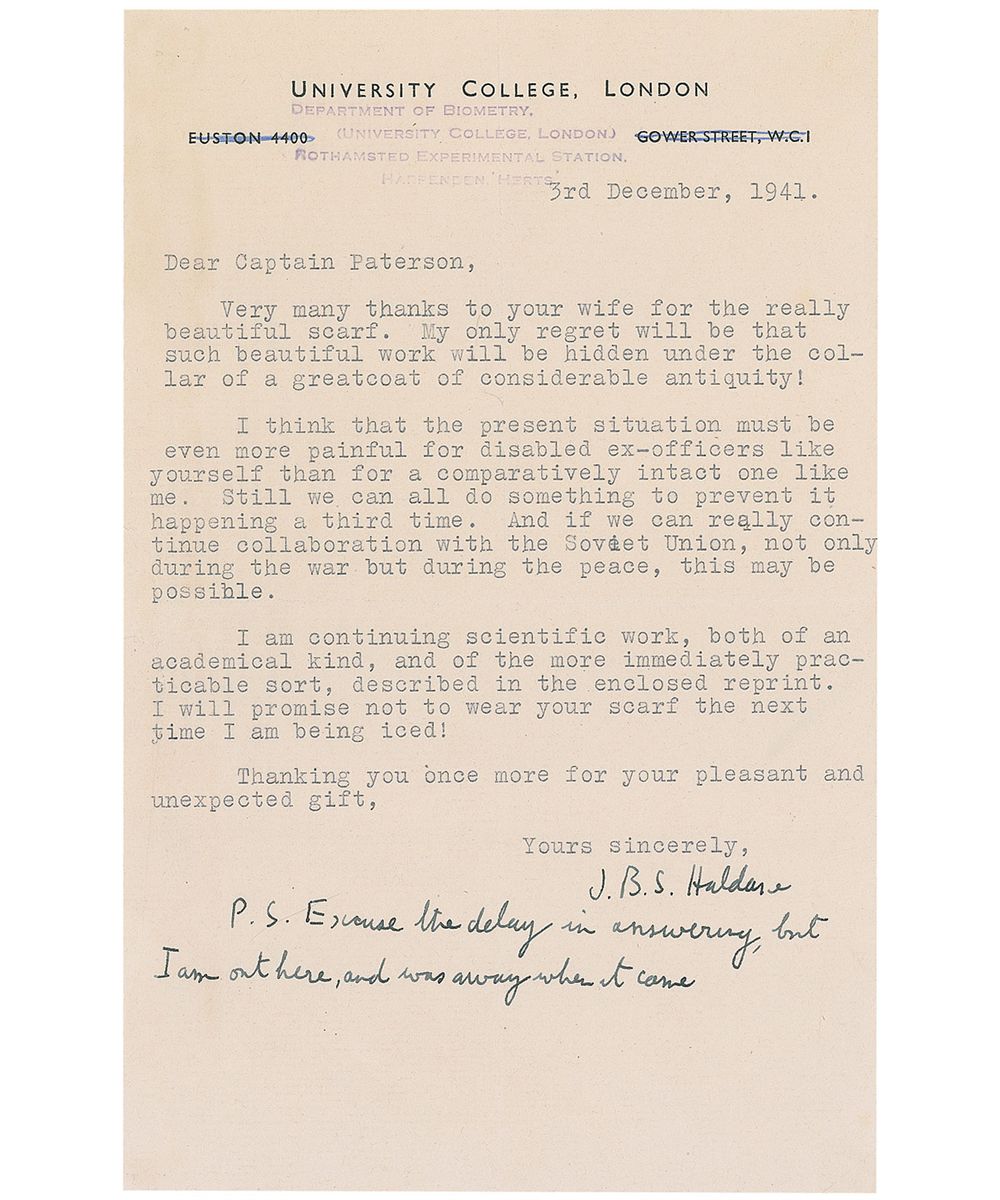 UNIVERSITY COLLEGE, LONDON
DEPARTMENT OF BIOMETRY,
EUSTON 4400 (UNIVERSITY COLLEGE, LONDON) GOWER STREET, W.C.1
ROTHAMSTED EXPERIMENTAL STATION,
HARPENDEN, HERTS.
3rd December, 1941.
Dear Captain Paterson,
Very many thanks to your wife for the really
beautiful scarf. My only regret will be that
such beautiful work will be hidden under the col-
lar of a greatcoat of considerable antiquity!
I think that the present situation must be
even more painful for disabled ex-officers like
yourself than for a comparatively intact one like
me. Still we can all do something to prevent it
happening a third time. And if we can really con-
tinue collaboration with the Soviet Union, not only
during the war but during the peace, this may be
possible.
I am continuing scientific work, both of an
academical kind, and of the more immediately prac-
ticable sort, described in the enclosed reprint.
I will promise not to wear your scarf the next
time I am being iced!
Thanking you once more for your pleasant and
unexpected gift,
Yours sincerely,
J.B.S. Haldane
P.S. Excuse the delay in answering, but
I am out here, and was away when it came